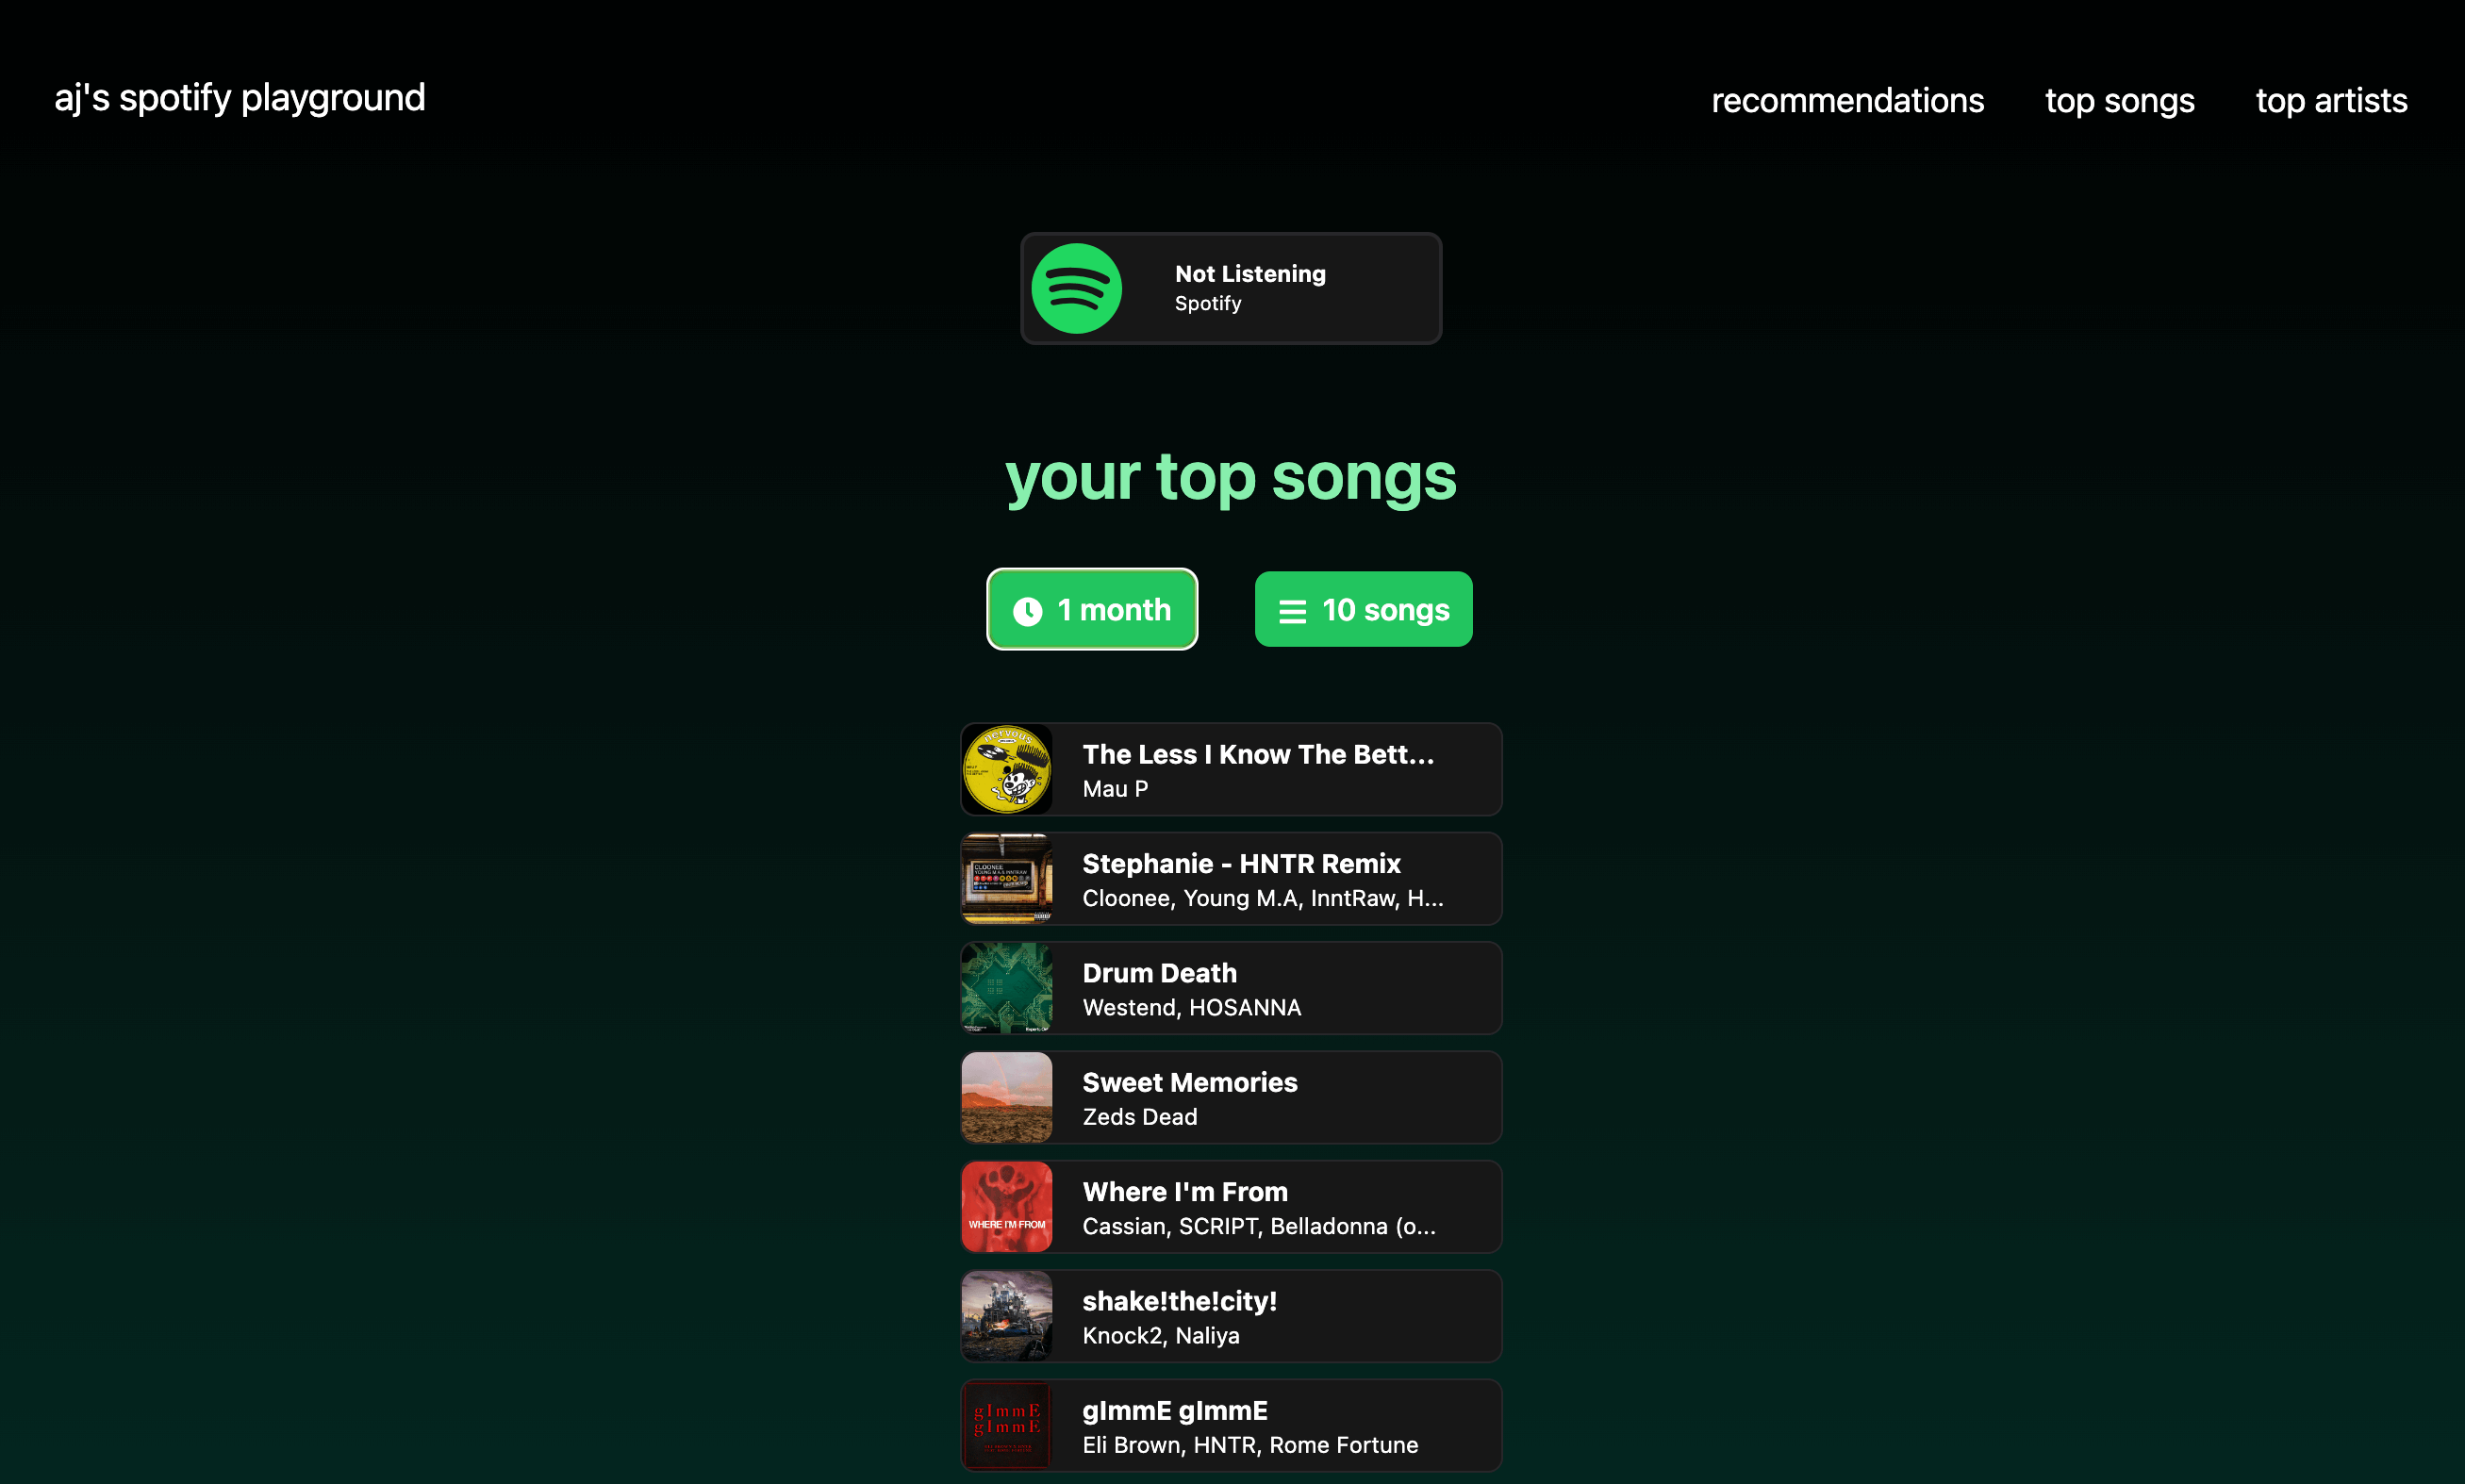 aj's spotify playground
recommendations
top songs
top artists
Not Listening
Spotify
your top songs
1 month
10 songs
nervous
The Less I Know The Bett...
Mau P
CLOONEE
Stephanie - HNTR Remix
Cloonee, Young M.A, InntRaw, H...
Drum Death
Westend, HOSANNA
Sweet Memories
Zeds Dead
WHERE I'M FROM
Where I'm From
Cassian, SCRIPT, Belladonna (o...
shake!the!city!
Knock2, Naliya
gImmE
gImmE
gImmE gImmE
Eli Brown, HNTR, Rome Fortune